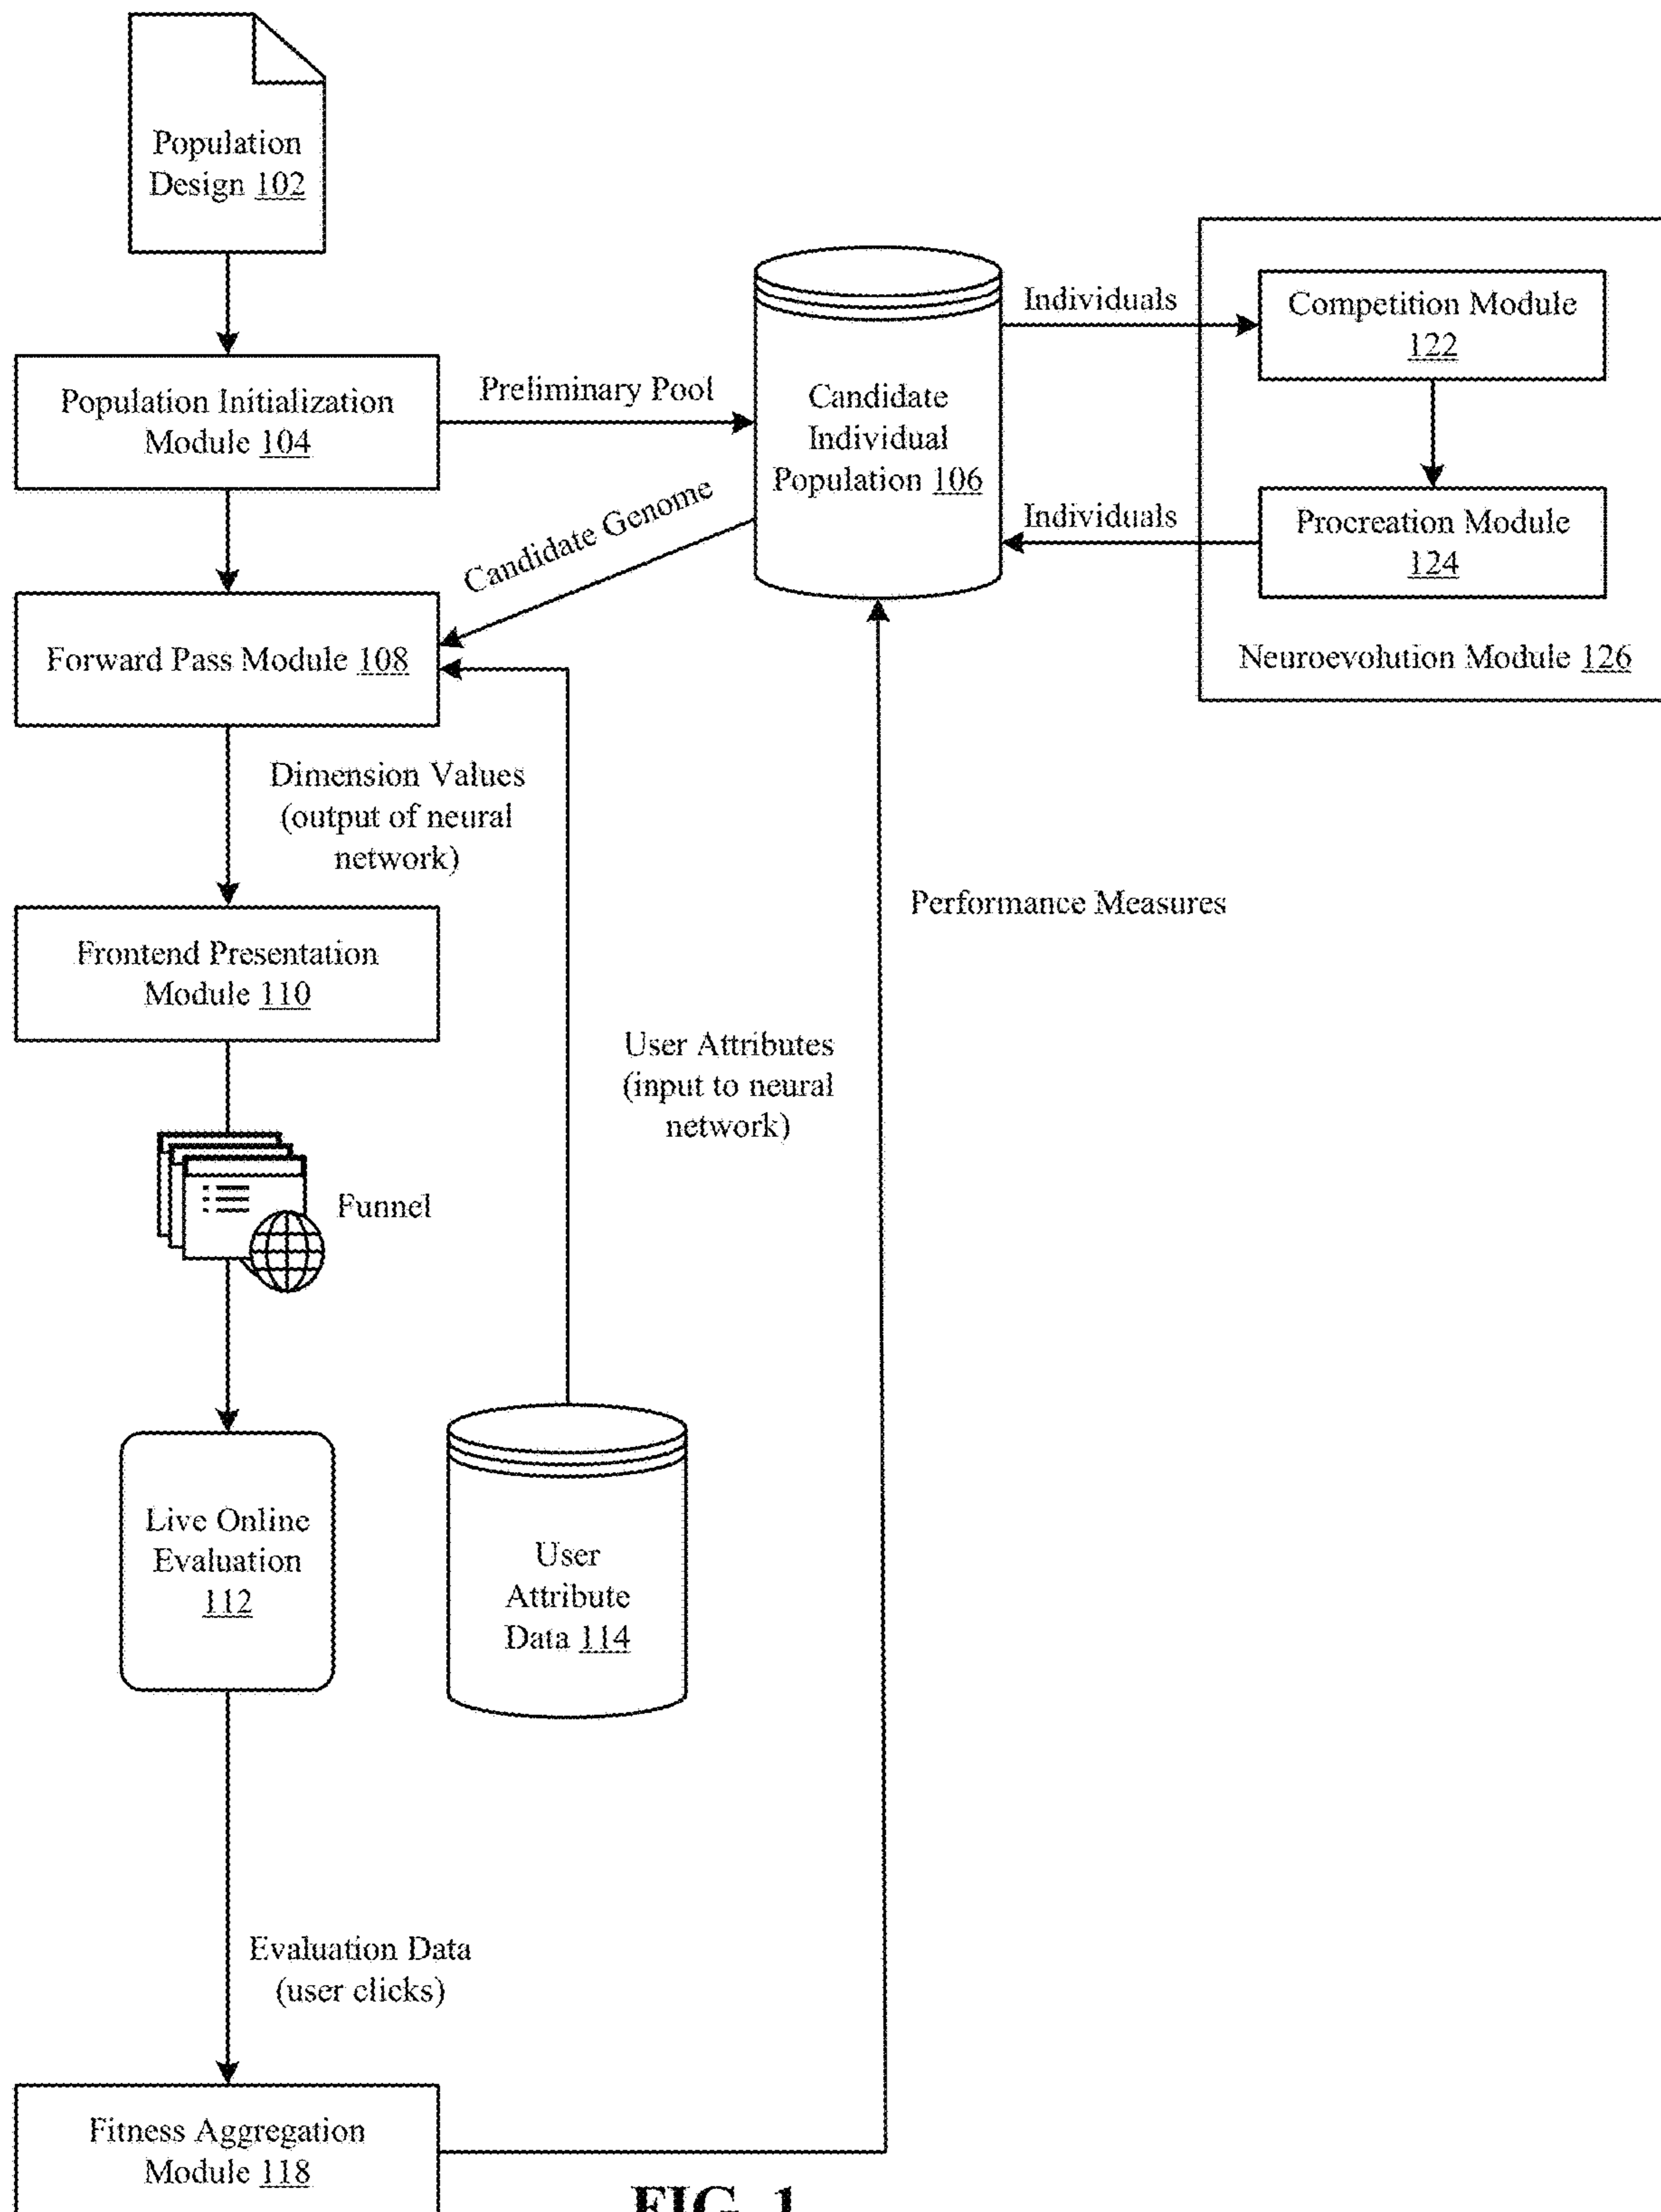 Population
Design 102
Population Initialization
Module 104
Preliminary Pool
Candidate
Individual
Population 106
Individuals
Competition Module
122
Individuals
Procreation Module
124
Neuroevolution Module 126
Candidate Genome
Forward Pass Module 108
Dimension Values
(output of neural
network)
Frontend Presentation
Module 110
Performance Measures
User Attributes
(input to neural
network)
Funnel
Live Online
Evaluation
112
User
Attribute
Data 114
Evaluation Data
(user clicks)
Fitness Aggregation
Module 118
FIG. 1